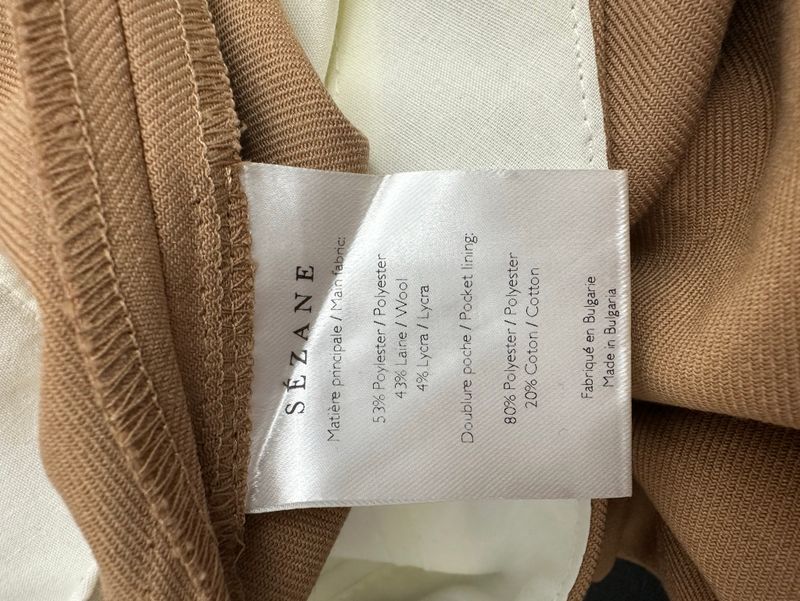 SÉZANE
Matière principale / Main fabric:
53% Poylester / Polyester
43% Laine / Wool
4% Lycra / Lycra
Doublure poche / Pocket lining:
80% Polyester / Polyester
20% Coton / Cotton
Fabriqué en Bulgarie
Made in Bulgaria